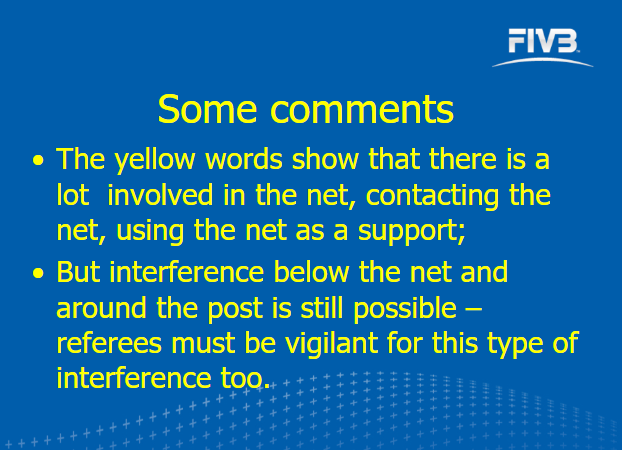 FIVB
Some comments
• The yellow words show that there is a
lot  involved in the net, contacting the
net, using the net as a support;
• But interference below the net and
around the post is still possible –
referees must be vigilant for this type of
interference too.